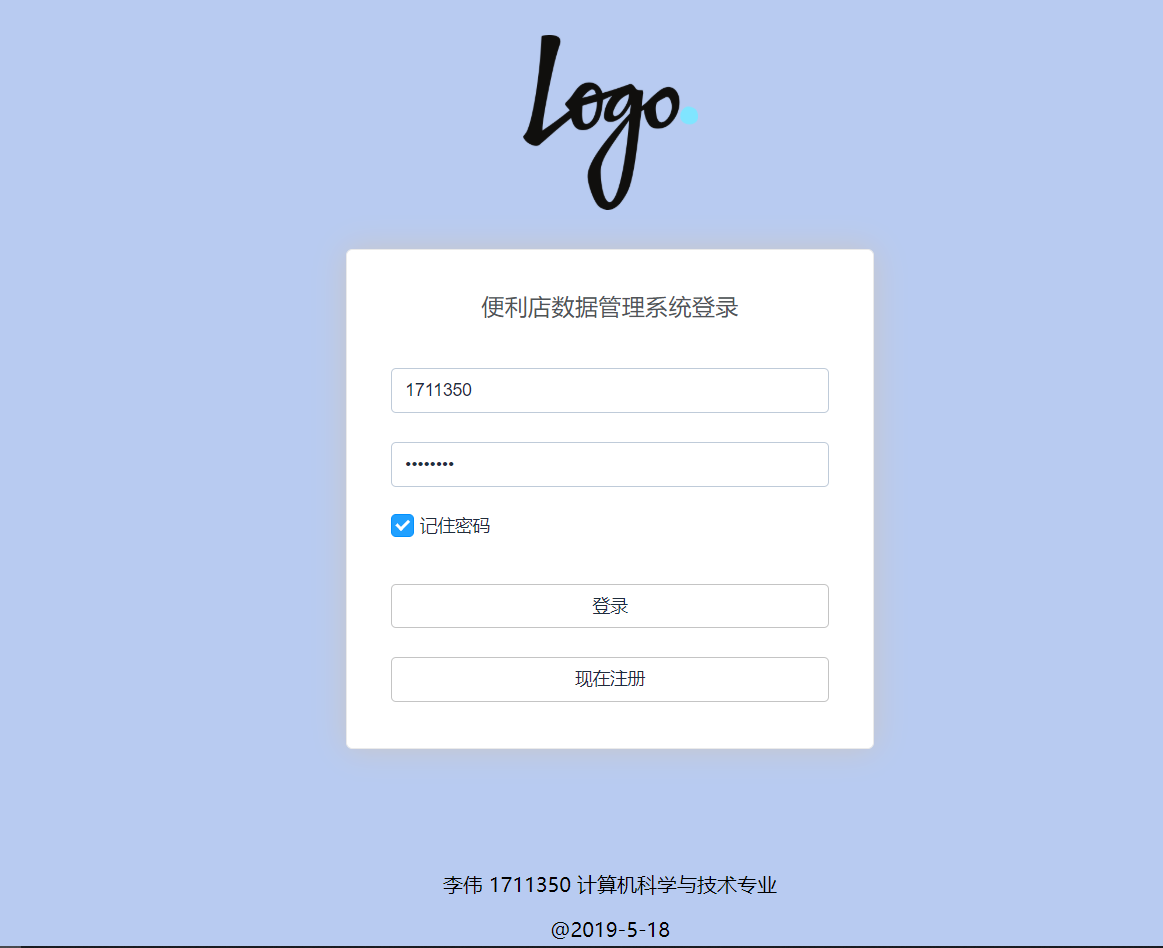 Logo.
便利店数据管理系统登录
1711350
••••••••
记住密码
登录
现在注册
李伟 1711350 计算机科学与技术专业
@2019-5-18